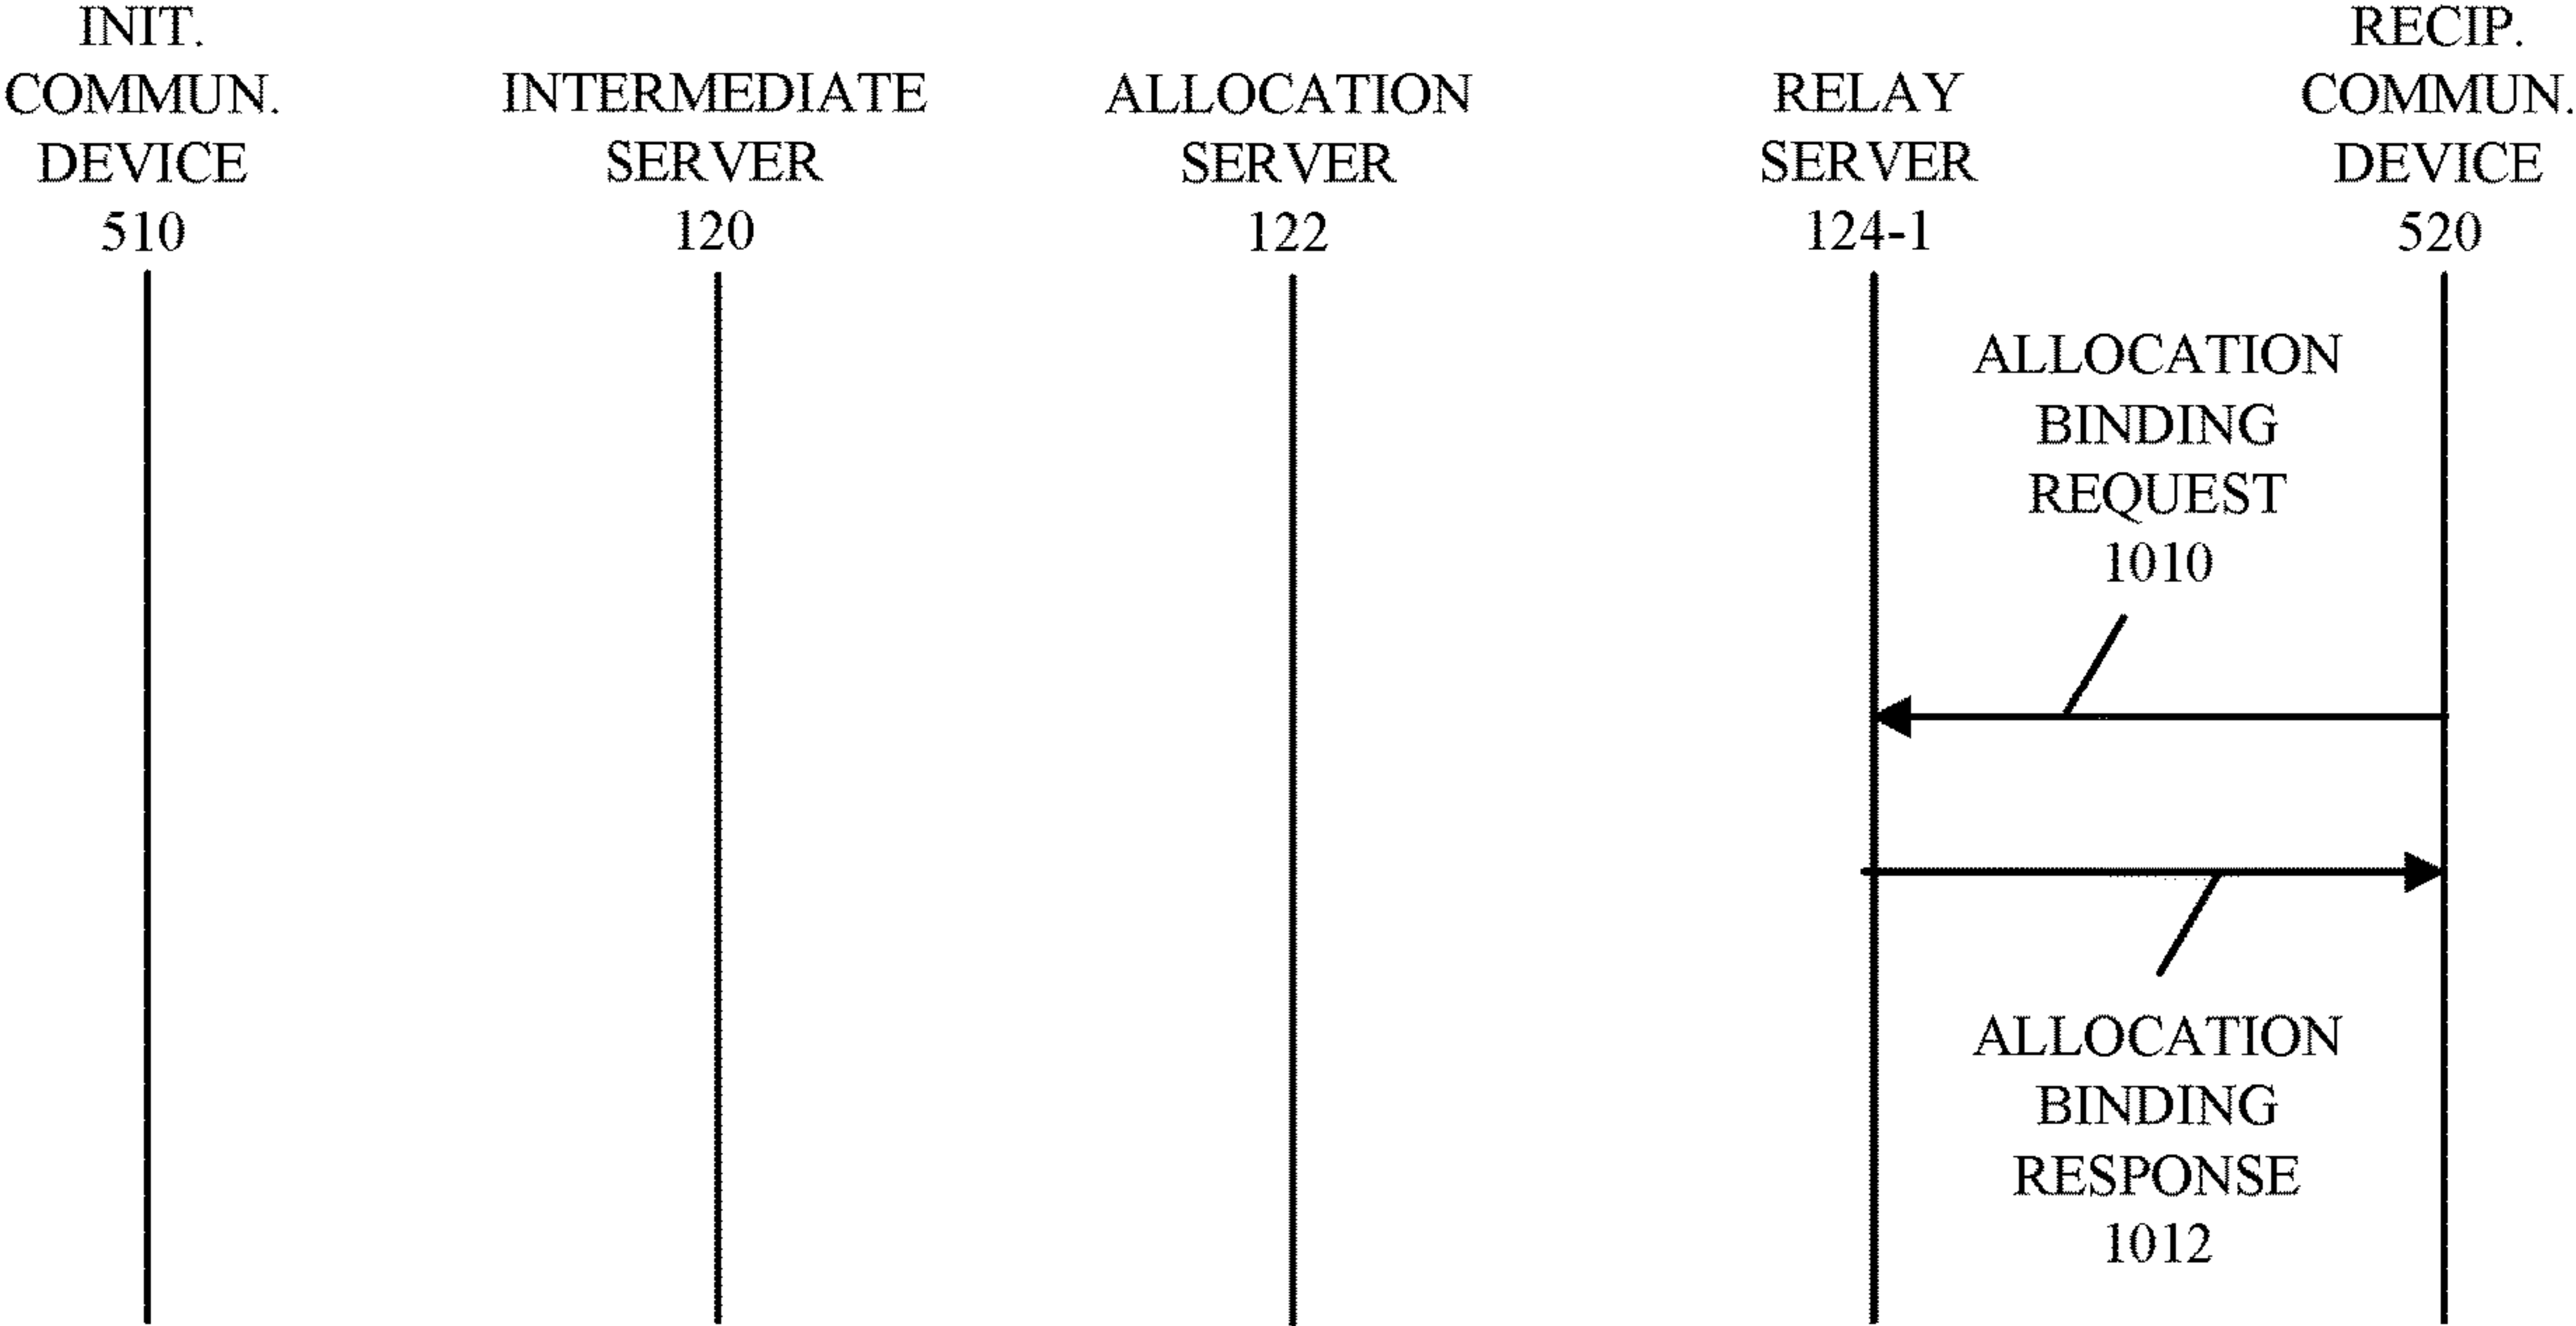 INIT.
COMMUN.
DEVICE
510
INTERMEDIATE
SERVER
120
ALLOCATION
SERVER
122
RELAY
SERVER
124-1
RECIP.
COMMUN.
DEVICE
520
ALLOCATION
BINDING
REQUEST
1010
ALLOCATION
BINDING
RESPONSE
1012